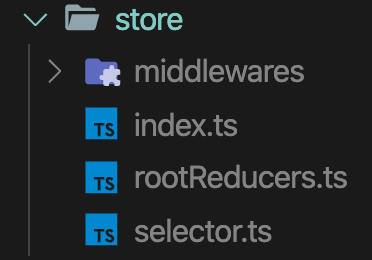 store
middlewares
TS index.ts
TS rootReducers.ts
TS selector.ts